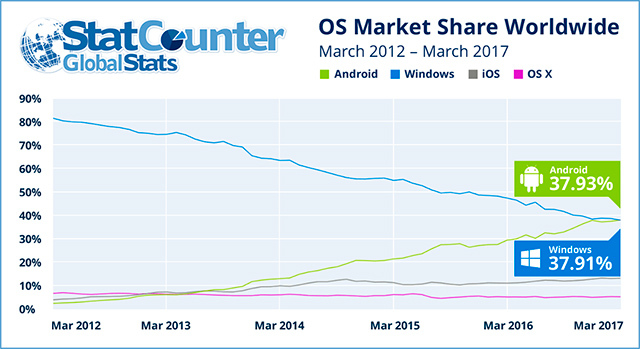 StatCounter
GlobalStats
OS Market Share Worldwide
March 2012 – March 2017
Android Windows iOS OS X
90%
80%
70%
60%
50%
40%
30%
20%
10%
0%
Android
37.93%
Windows
37.91%
Mar 2012 Mar 2013 Mar 2014 Mar 2015 Mar 2016 Mar 2017